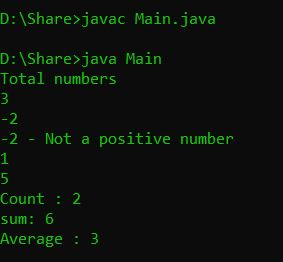 D:\Share>javac Main.java
D:\Share>java Main
Total numbers
3
-2
-2 - Not a positive number
1
5
Count : 2
sum: 6
Average : 3